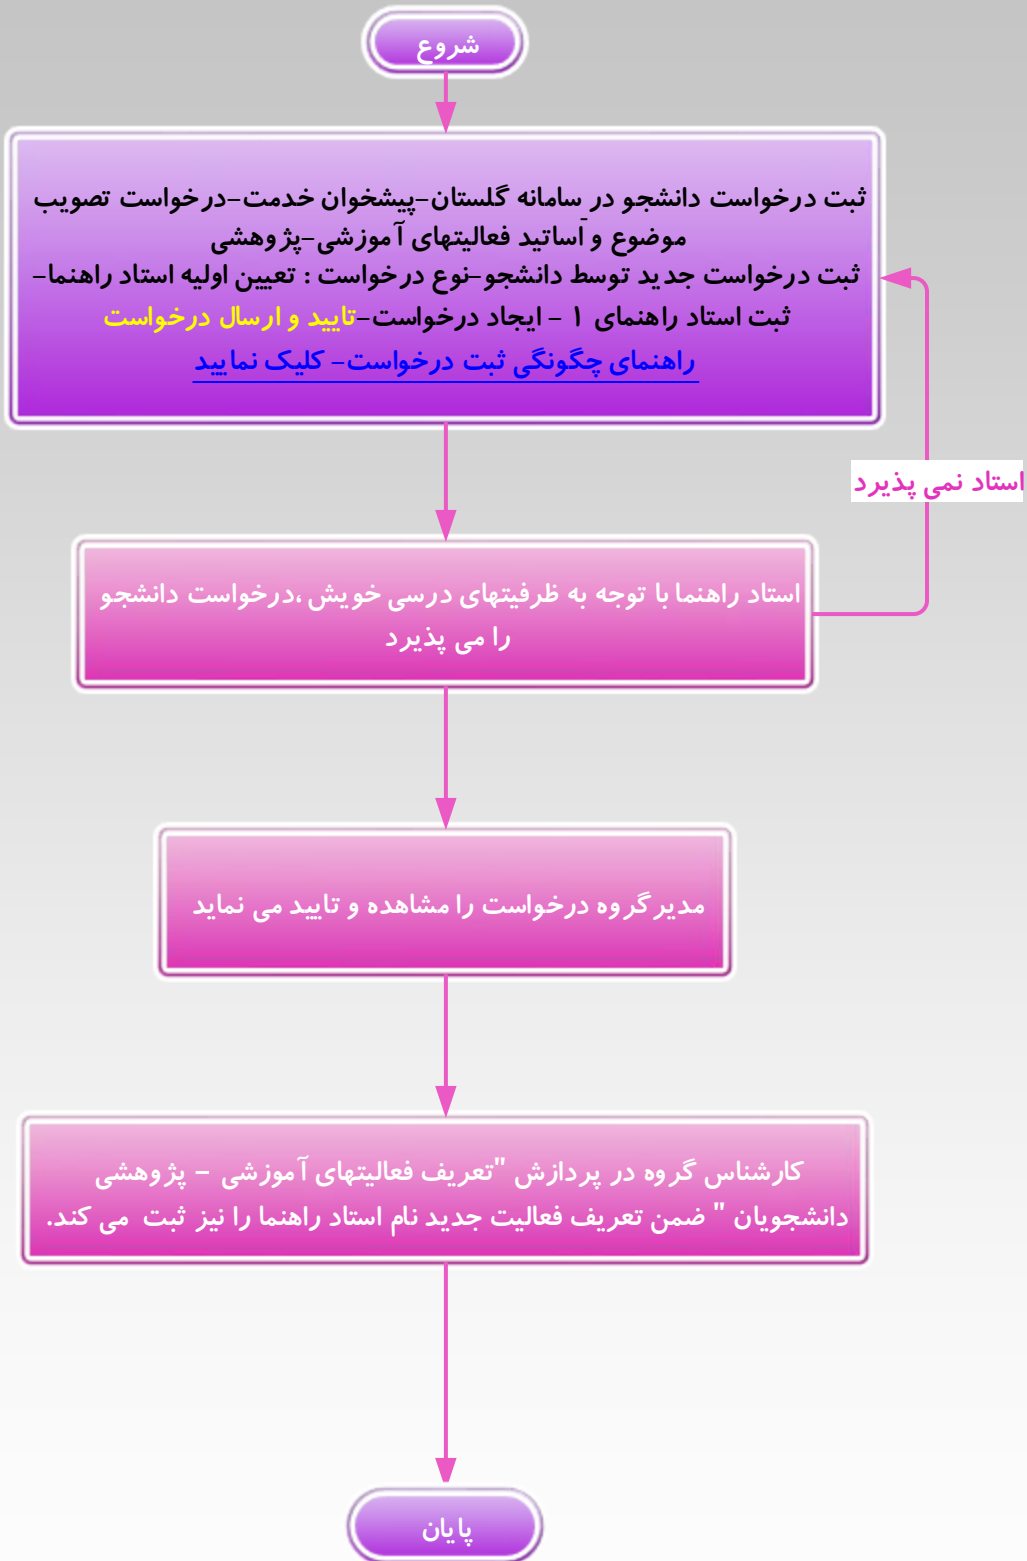 شروع
ثبت درخواست دانشجو در سامانه گلستان-پیشخوان خدمت-درخواست تصویب
موضوع و اساتید فعالیتهای آموزشی-پژوهشی
ثبت درخواست جدید توسط دانشجو-نوع درخواست : تعیین اولیه استاد راهنما-
ثبت استاد راهنمای ۱ - ایجاد درخواست-تایید و ارسال درخواست
راهنمای چگونگی ثبت درخواست- کلیک نمایید
استاد نمی پذیرد
استاد راهنما با توجه به ظرفیتهای درسی خویش ،درخواست دانشجو
را می پذیرد
مدیر گروه درخواست را مشاهده و تایید می نماید
کارشناس گروه در پردازش "تعریف فعالیتهای آموزشی – پژوهشی
دانشجویان " ضمن تعریف فعالیت جدید نام استاد راهنما را نیز ثبت می کند.
پایان